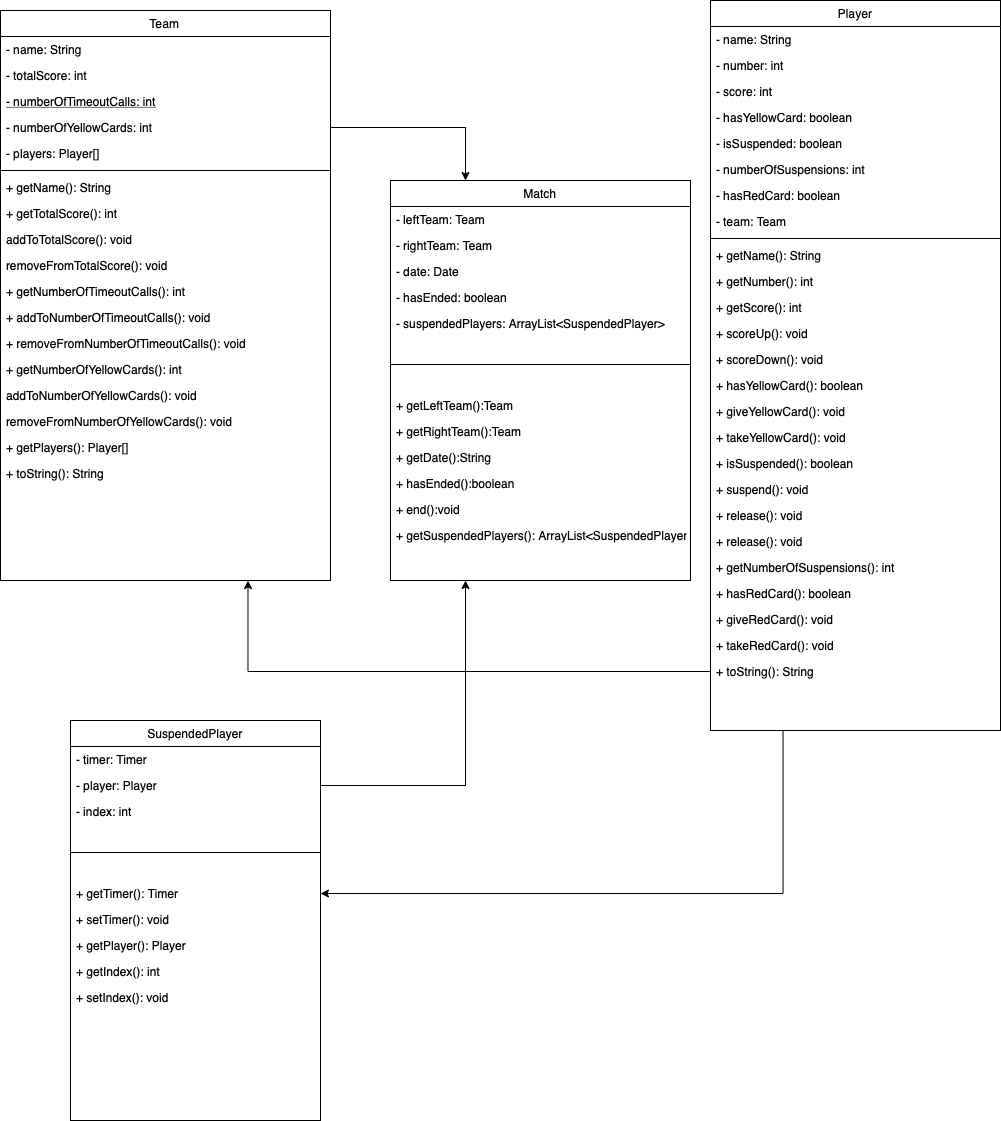 Team
- name: String
- totalScore: int
- numberOfTimeoutCalls: int
- numberOfYellowCards: int
- players: Player[]
+ getName(): String
+ getTotalScore(): int
addToTotalScore(): void
removeFromTotalScore(): void
+ getNumberOfTimeoutCalls(): int
+ addToNumberOfTimeoutCalls(): void
+ removeFromNumberOfTimeoutCalls(): void
+ getNumberOfYellowCards(): int
addToNumberOfYellowCards(): void
removeFromNumberOfYellowCards(): void
+ getPlayers(): Player[]
+ toString(): String
Match
- leftTeam: Team
- rightTeam: Team
- date: Date
- hasEnded: boolean
- suspendedPlayers: ArrayList<SuspendedPlayer>
+ getLeftTeam():Team
+ getRightTeam():Team
+ getDate():String
+ hasEnded():boolean
+ end():void
+ getSuspendedPlayers(): ArrayList<SuspendedPlayer
Player
- name: String
- number: int
- score: int
- hasYellowCard: boolean
- isSuspended: boolean
- numberOfSuspensions: int
- hasRedCard: boolean
- team: Team
+ getName(): String
+ getNumber(): int
+ getScore(): int
+ scoreUp(): void
+ scoreDown(): void
+ hasYellowCard(): boolean
+ giveYellowCard(): void
+ takeYellowCard(): void
+ isSuspended(): boolean
+ suspend(): void
+ release(): void
+ release(): void
+ getNumberOfSuspensions(): int
+ hasRedCard(): boolean
+ giveRedCard(): void
+ takeRedCard(): void
+ toString(): String
SuspendedPlayer
- timer: Timer
- player: Player
- index: int
+ getTimer(): Timer
+ setTimer(): void
+ getPlayer(): Player
+ getIndex(): int
+ setIndex(): void